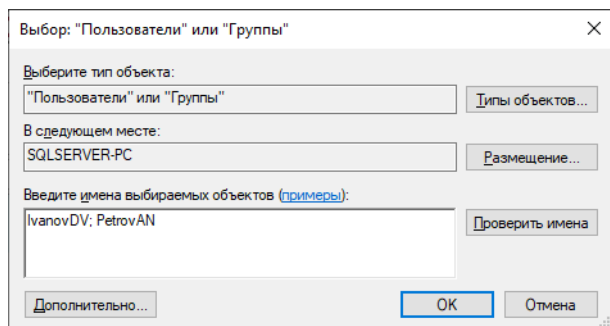 Выбор: "Пользователи" или "Группы"
Выберите тип объекта:
"Пользователи" или "Группы"
Типы объектов...
В следующем месте:
SQLSERVER-PC
Размещение...
Введите имена выбираемых объектов (примеры):
IvanovDV; PetrovAN
Проверить имена
Дополнительно...
OK
Отмена